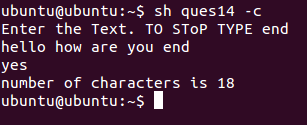 ubuntu@ubuntu:~$ sh ques14 -c
Enter the Text. TO SToP TYPE end
hello how are you end
yes
number of characters is 18
ubuntu@ubuntu:~$